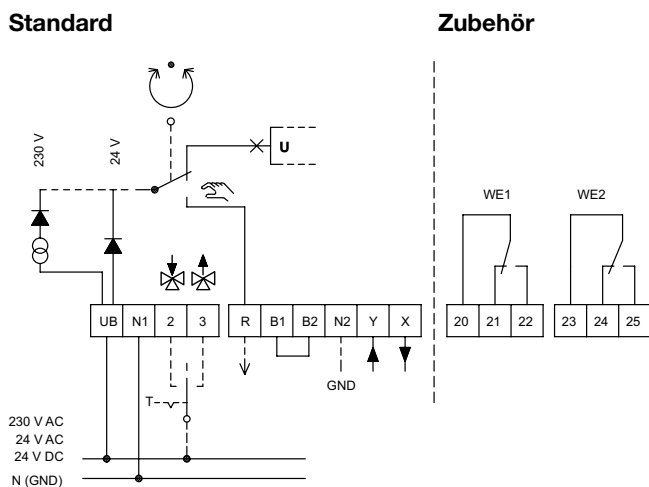 Standard
Zubehör
230 V
24 V
U
WE1
WE2
UB N1 2 3
R B1 B2 N2 Y X
20 21 22
23 24 25
GND
T
230 V AC
24 V AC
24 V DC
N (GND)